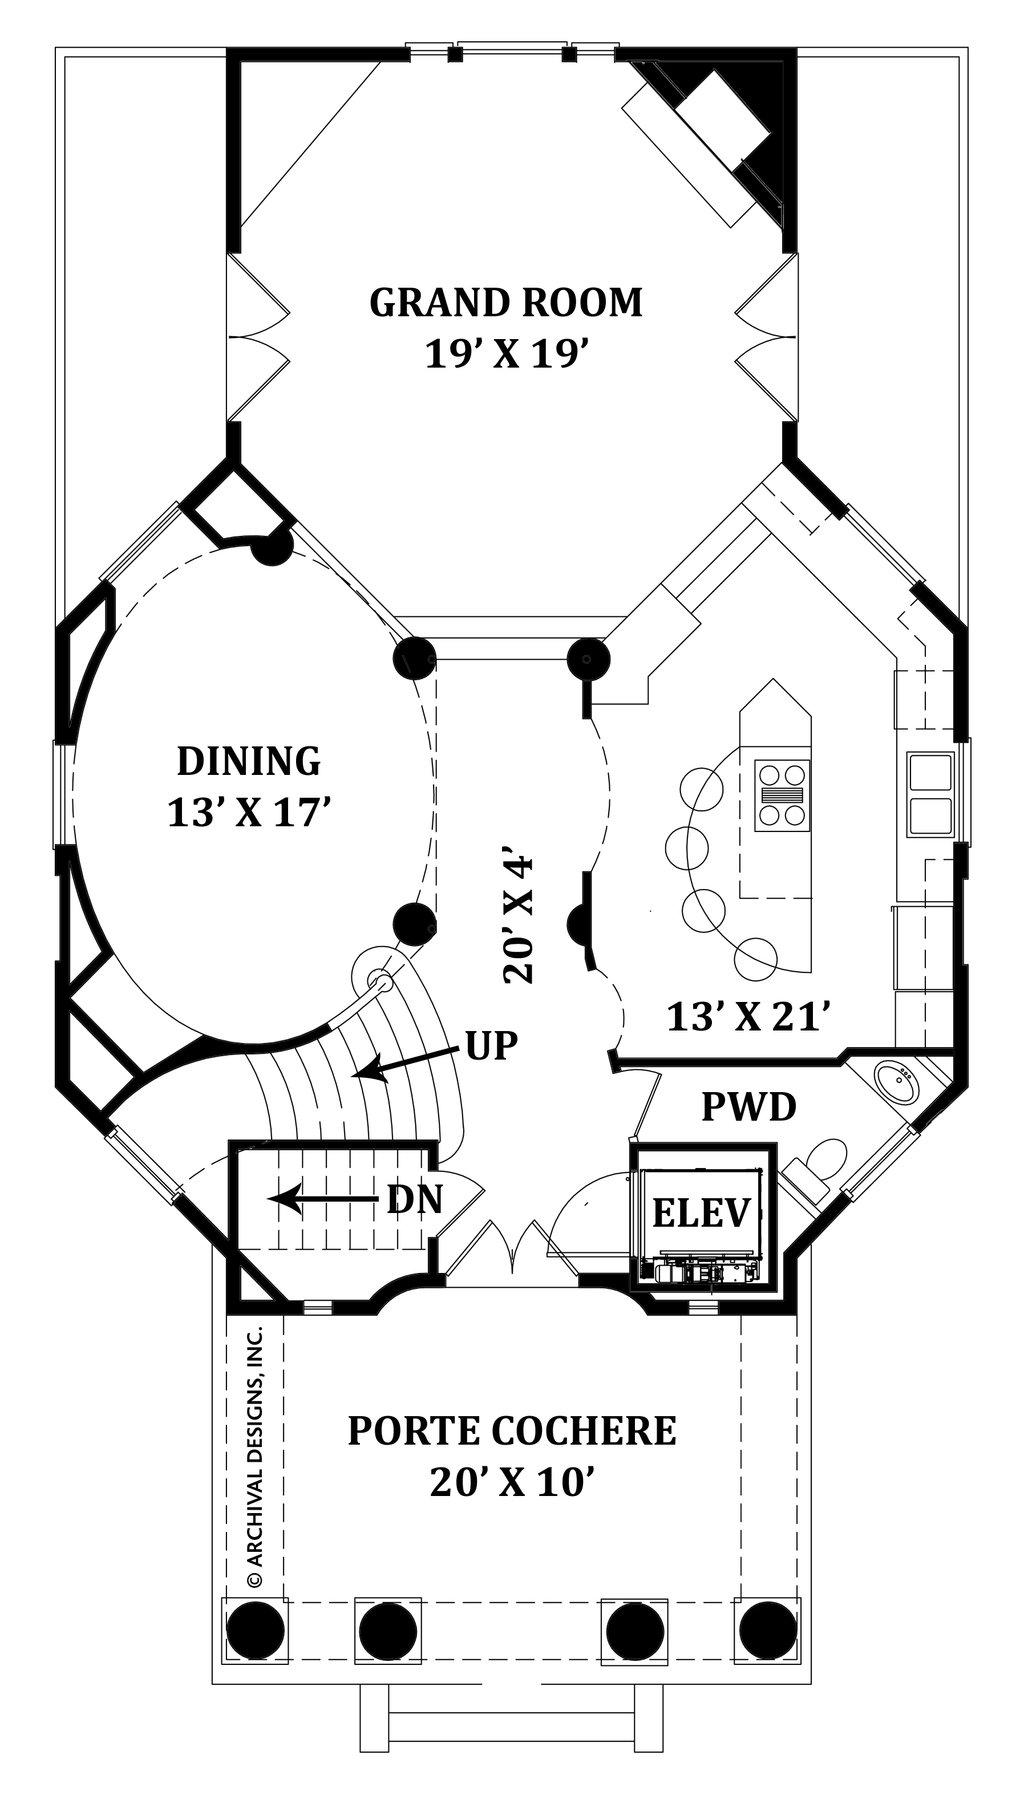 GRAND ROOM
19’ X 19’
DINING
13’ X 17’
20’ X 4’
13’ X 21’
UP
PWD
DN
ELEV
© ARCHIVAL DESIGNS, INC.
PORTE COCHERE
20’ X 10’